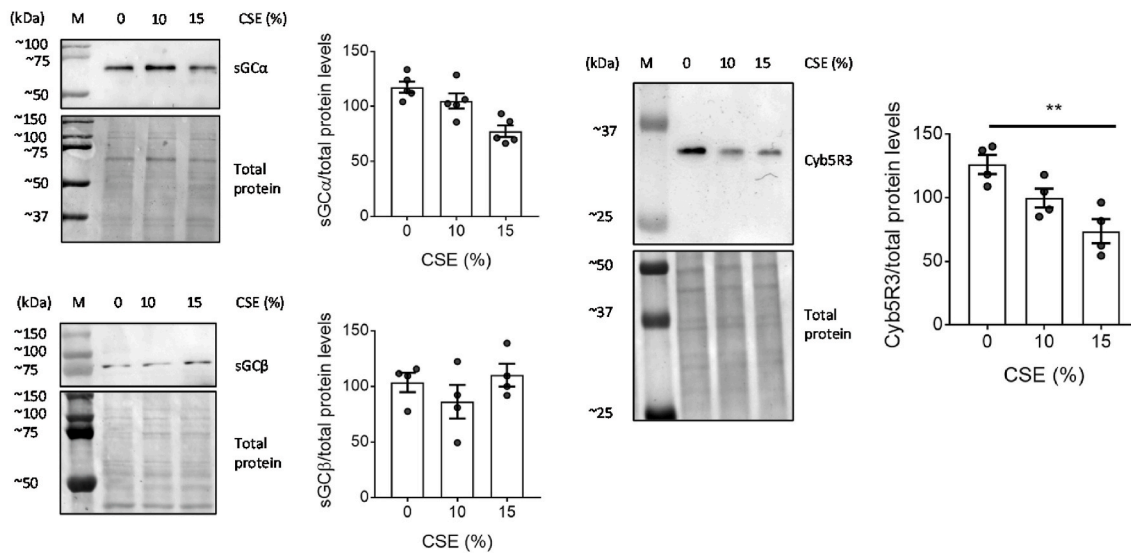 (kDa) M 0 10 15 CSE (%)
~100
~75
~50
sGCα
~150
~100
~75
~50
~37
Total
protein
sGCα/total protein levels
150
100
50
0
0 10 15
CSE (%)
(kDa) M 0 10 15 CSE (%)
~150
~100
~75
sGCβ
~150
~100
~75
~50
Total
protein
sGCβ/total protein levels
150
100
50
0
0 10 15
CSE (%)
(kDa) M 0 10 15 CSE (%)
~37
~25
Cyb5R3
~50
~37
~25
Total
protein
Cyb5R3/total protein levels
**
150
100
50
0
0 10 15
CSE (%)